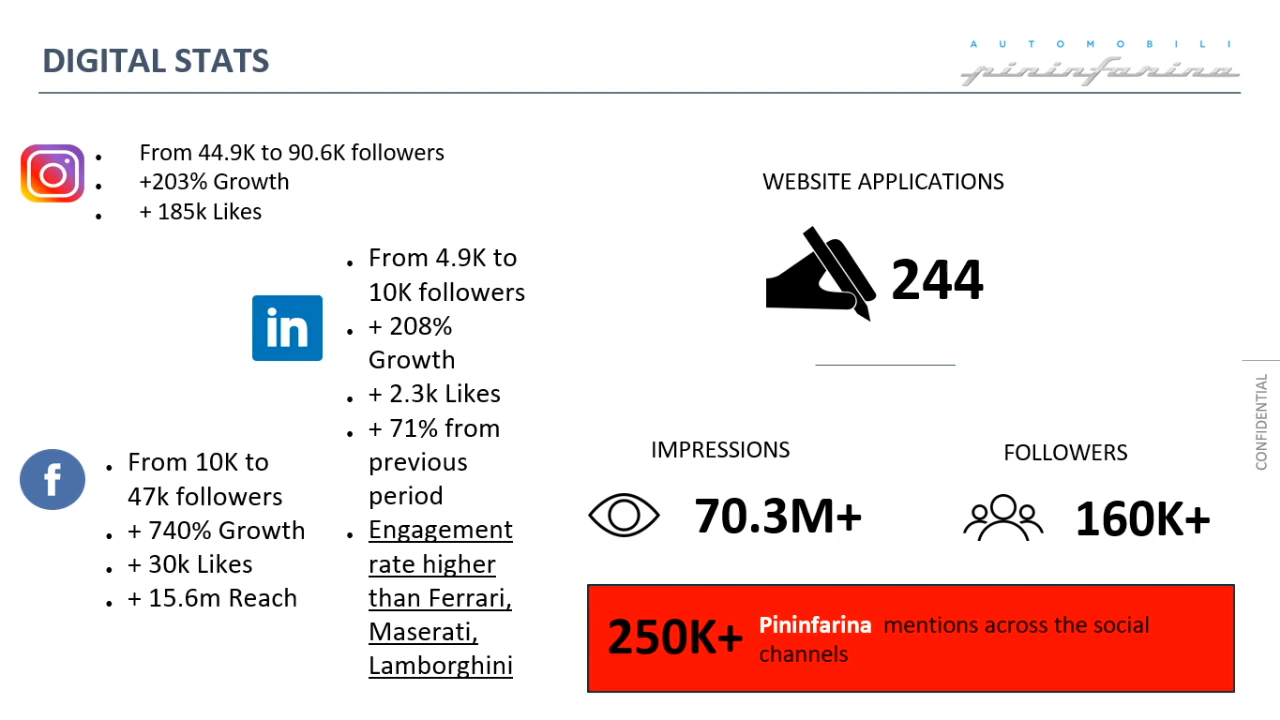 DIGITAL STATS
AUTOMOBILI
pininfarina
From 44.9K to 90.6K followers
+203% Growth
+ 185k Likes
in
From 4.9K to
10K followers
+ 208%
Growth
+ 2.3k Likes
+ 71% from
previous
period
Engagement
rate higher
than Ferrari,
Maserati,
Lamborghini
f
From 10K to
47k followers
+ 740% Growth
+ 30k Likes
+ 15.6m Reach
WEBSITE APPLICATIONS
244
IMPRESSIONS
70.3M+
FOLLOWERS
160K+
250K+
Pininfarina mentions across the social
channels
CONFIDENTIAL